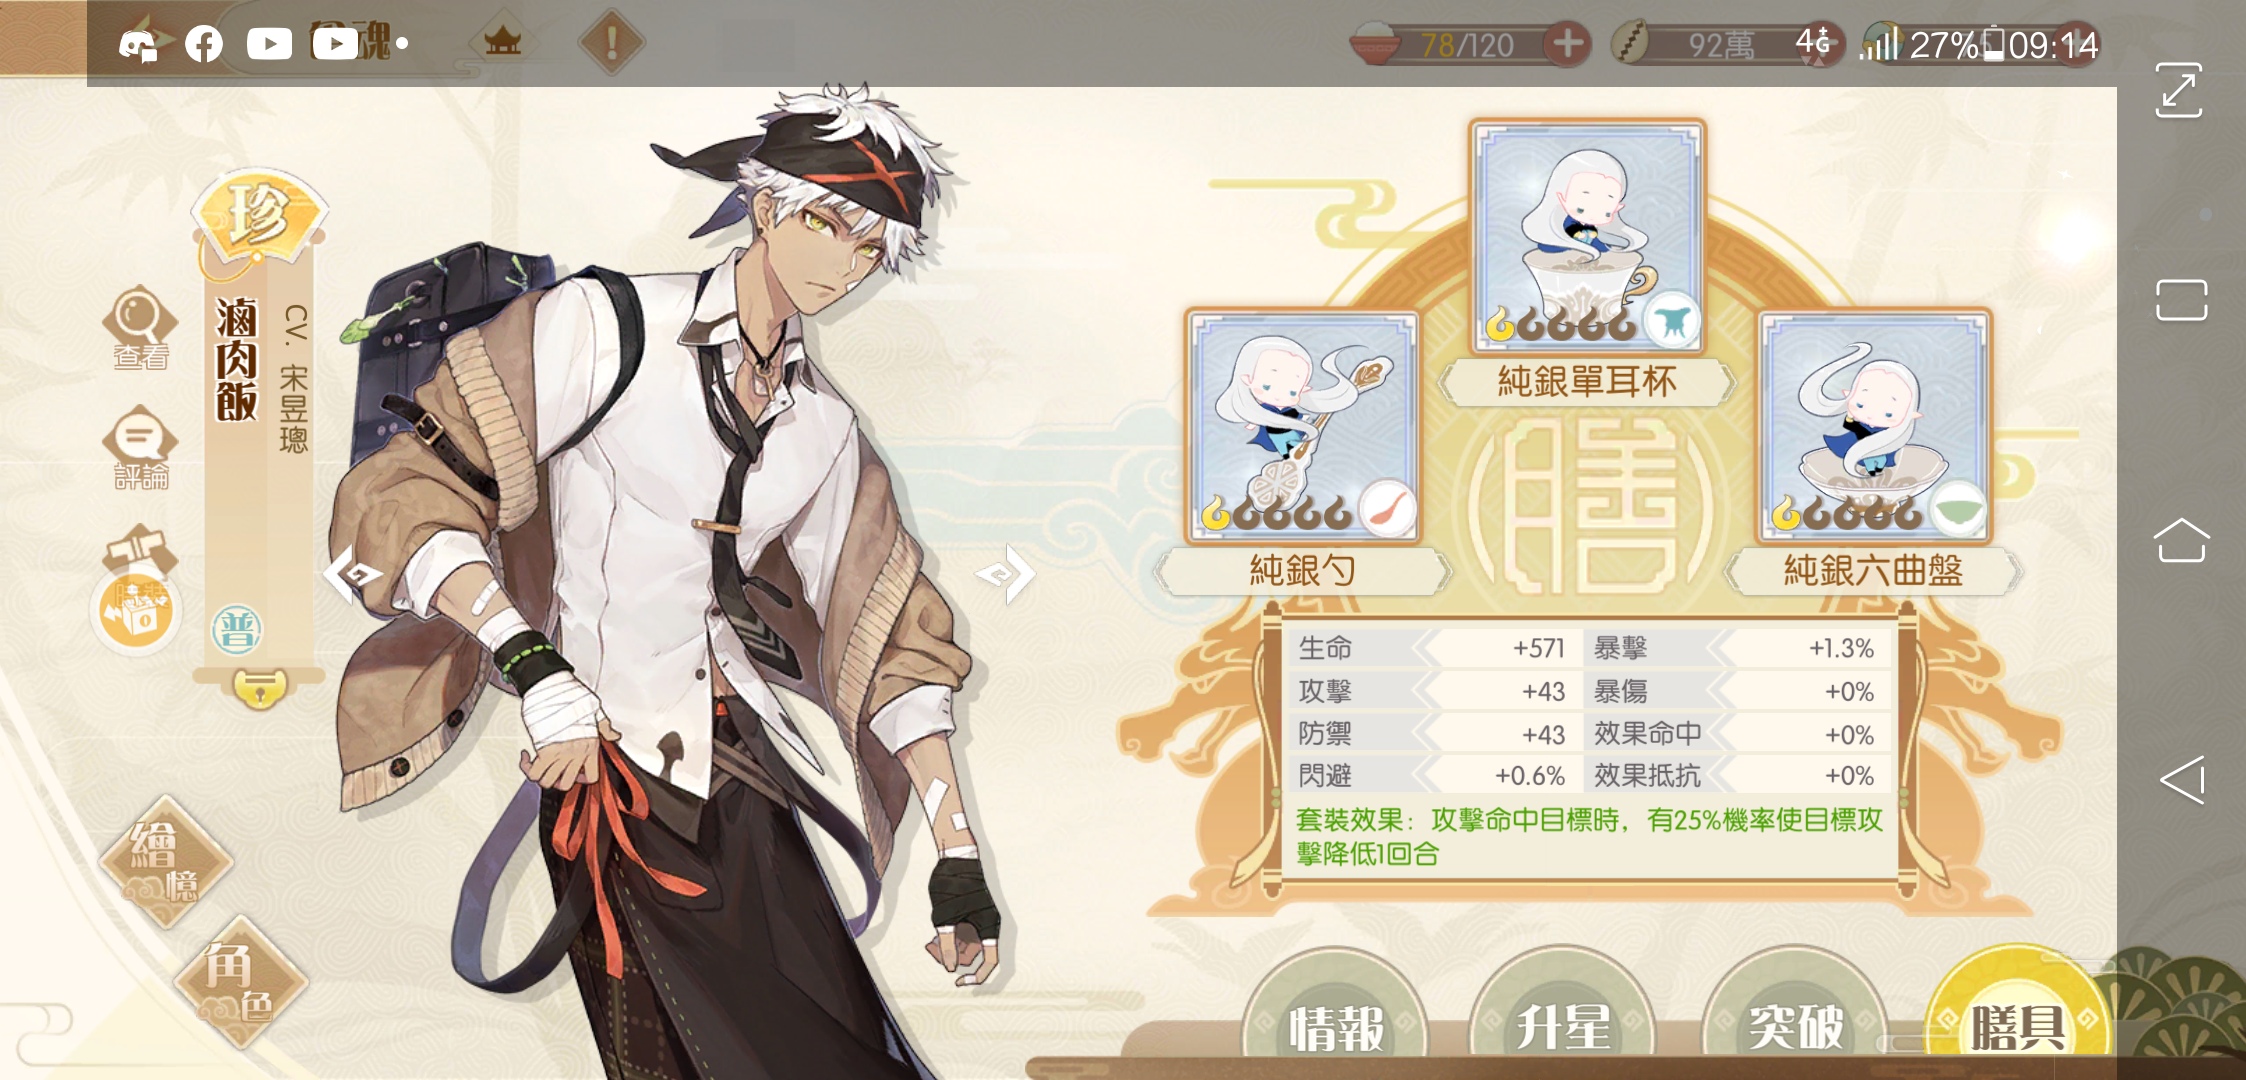 魂
78/120
92萬
4G
27%
09:14
珍
滷肉飯
CV. 宋昱璁
查看
評論
普
繪憶
角色
純銀單耳杯
純銀勺
純銀六曲盤
膳
生命 +571 暴擊 +1.3%
攻擊 +43 暴傷 +0%
防禦 +43 效果命中 +0%
閃避 +0.6% 效果抵抗 +0%
套裝效果：攻擊命中目標時，有25%機率使目標攻
擊降低1回合
情報
升星
突破
膳具